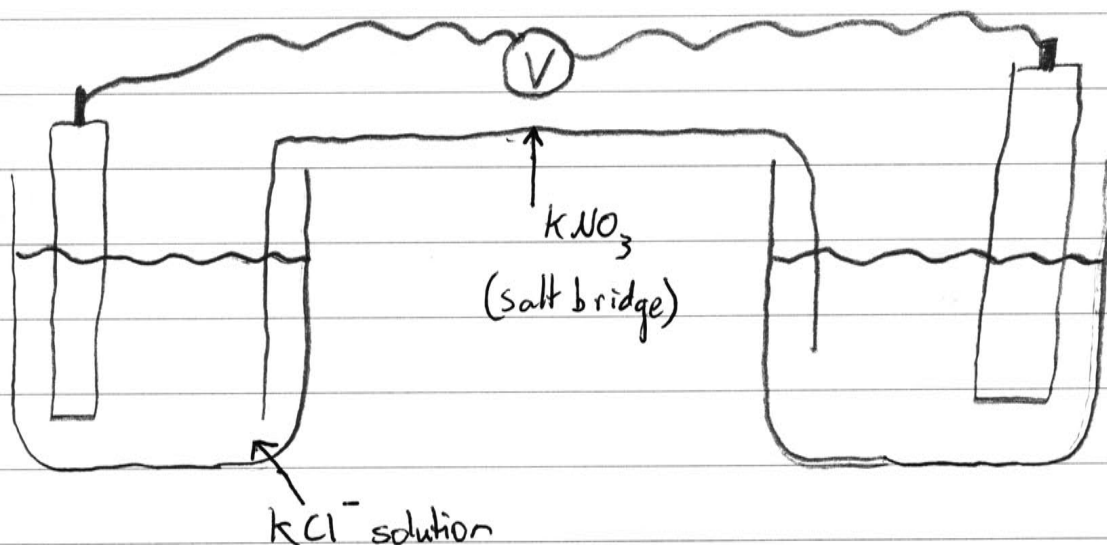 V
KNO₃
(salt bridge)
KCl⁻ solution